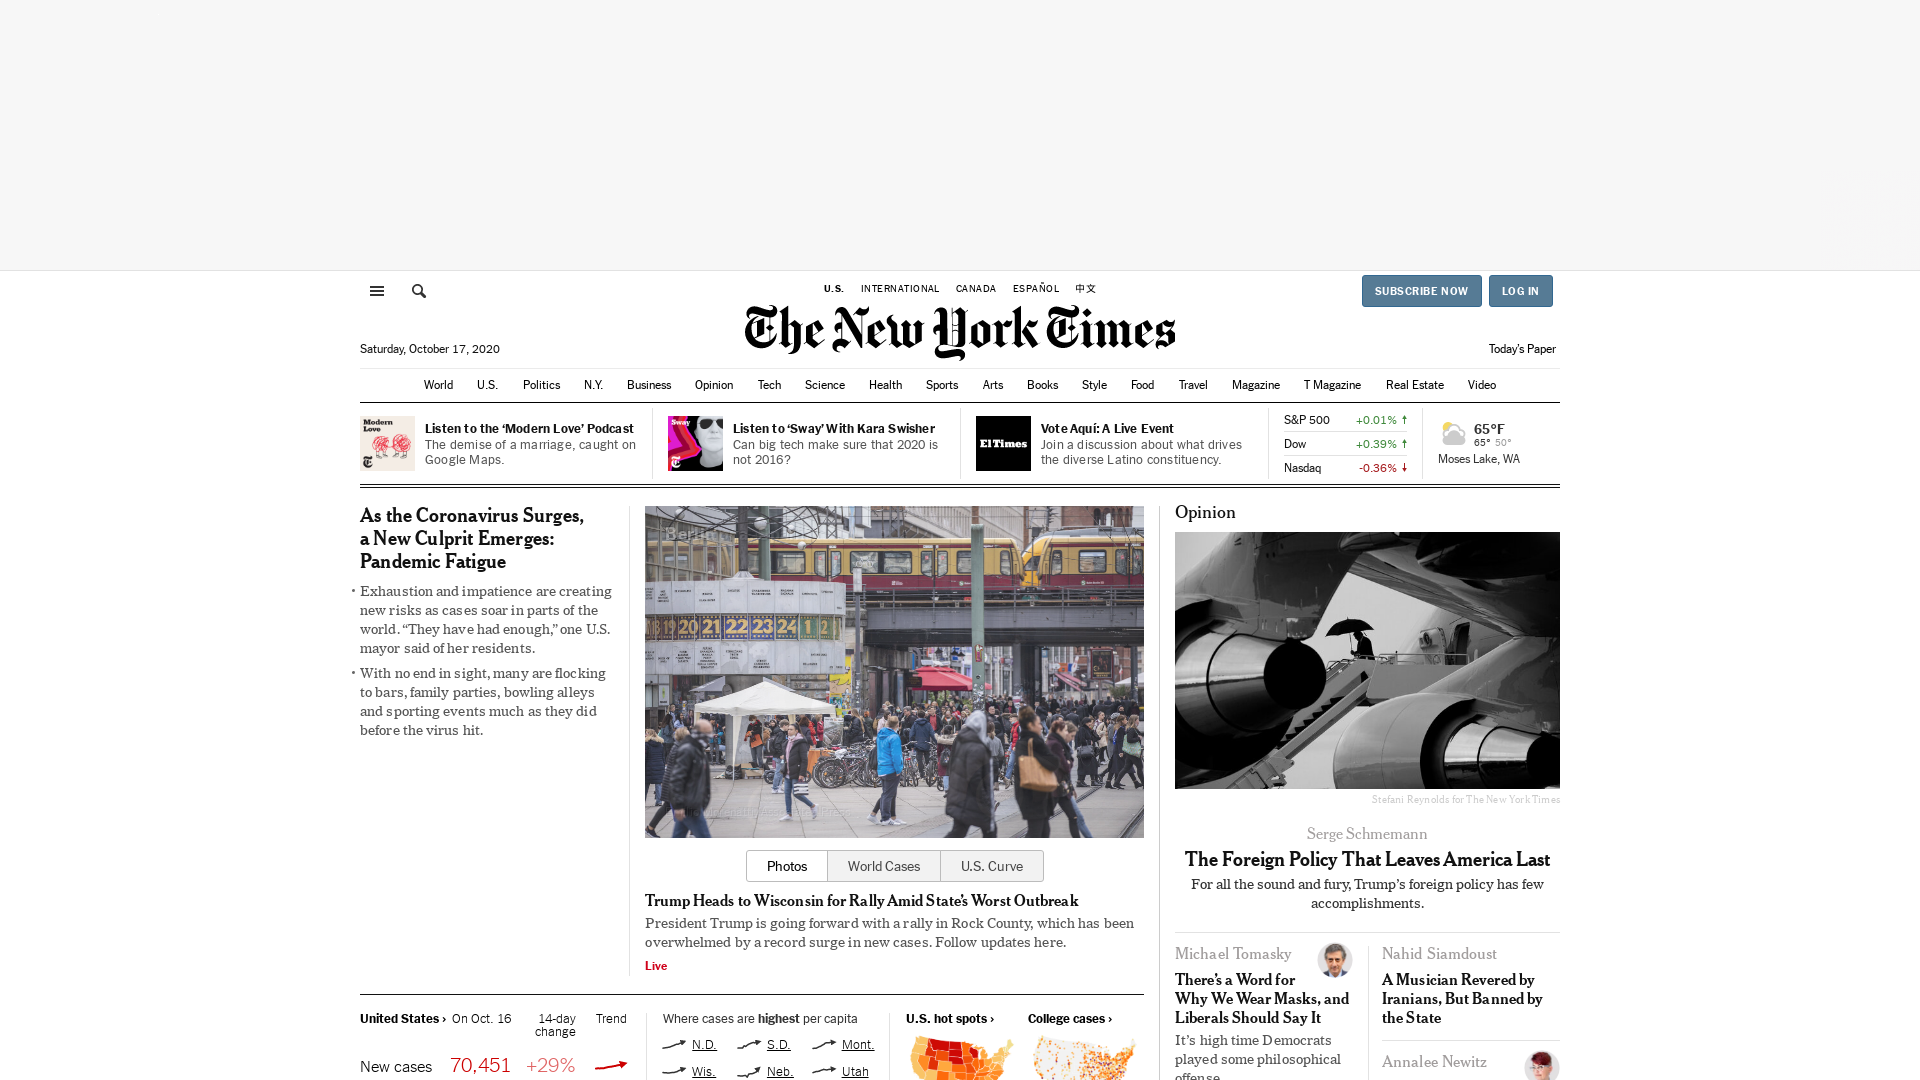 U.S. INTERNATIONAL CANADA ESPAÑOL 中文
SUBSCRIBE NOW LOG IN
The New York Times
Saturday, October 17, 2020
Today’s Paper
World U.S. Politics N.Y. Business Opinion Tech Science Health Sports Arts Books Style Food Travel Magazine T Magazine Real Estate Video
Modern
Love
Listen to the ‘Modern Love’ Podcast
The demise of a marriage, caught on
Google Maps.
Sway
Listen to ‘Sway’ With Kara Swisher
Can big tech make sure that 2020 is
not 2016?
El Times
Vote Aquí: A Live Event
Join a discussion about what drives
the diverse Latino constituency.
S&P 500 +0.01%
Dow +0.39%
Nasdaq -0.36%
65°F
65° 50°
Moses Lake, WA
As the Coronavirus Surges,
a New Culprit Emerges:
Pandemic Fatigue
Exhaustion and impatience are creating
new risks as cases soar in parts of the
world. “They have had enough,” one U.S.
mayor said of her residents.
With no end in sight, many are flocking
to bars, family parties, bowling alleys
and sporting events much as they did
before the virus hit.
Berlin
19 20 21 22 23 24 1 2
Photos World Cases U.S. Curve
Trump Heads to Wisconsin for Rally Amid State’s Worst Outbreak
President Trump is going forward with a rally in Rock County, which has been
overwhelmed by a record surge in new cases. Follow updates here.
Live
Opinion
Stefani Reynolds for The New York Times
Serge Schmemann
The Foreign Policy That Leaves America Last
For all the sound and fury, Trump’s foreign policy has few
accomplishments.
Michael Tomasky
There’s a Word for
Why We Wear Masks, and
Liberals Should Say It
It’s high time Democrats
played some philosophical
offense.
Nahid Siamdoust
A Musician Revered by
Iranians, But Banned by
the State
Annalee Newitz
United States › On Oct. 16 14-day
change Trend
New cases 70,451 +29%
Where cases are highest per capita
N.D. S.D. Mont.
Wis. Neb. Utah
U.S. hot spots › College cases ›